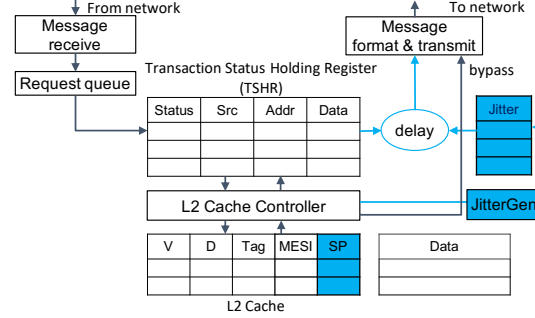 From network
To network
Message
receive
Message
format & transmit
Request queue
Transaction Status Holding Register
(TSHR)
bypass
Status Src Addr Data
Jitter
delay
L2 Cache Controller
JitterGen
V D Tag MESI SP
Data
L2 Cache